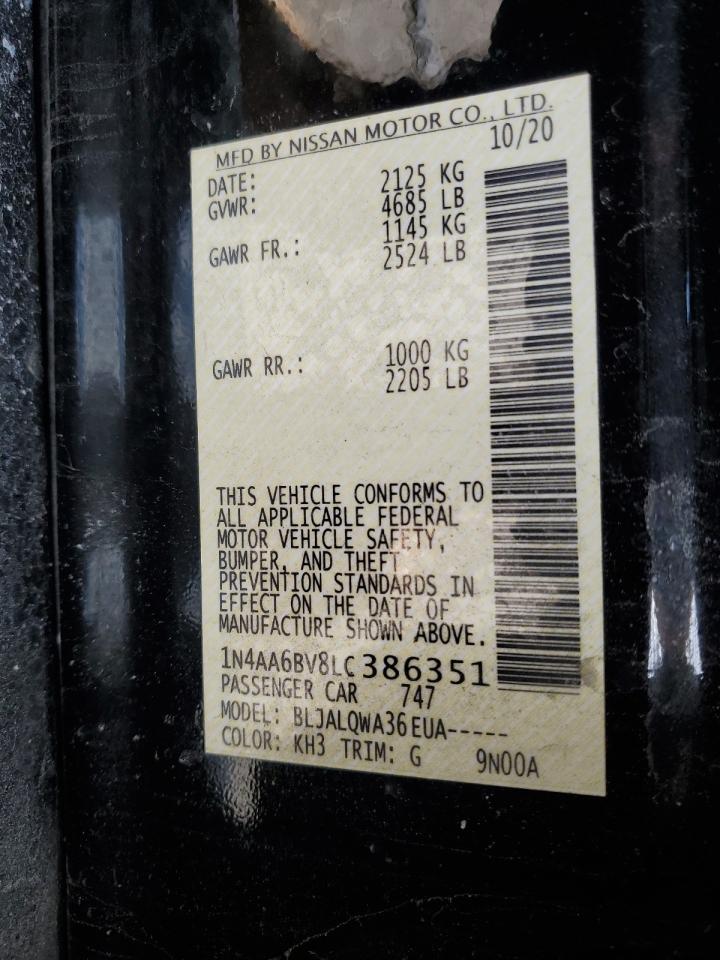 MFD BY NISSAN MOTOR CO., LTD.
DATE: 10/20
GVWR: 2125 KG
4685 LB
GAWR FR.: 1145 KG
2524 LB
GAWR RR.: 1000 KG
2205 LB
THIS VEHICLE CONFORMS TO
ALL APPLICABLE FEDERAL
MOTOR VEHICLE SAFETY,
BUMPER, AND THEFT
PREVENTION STANDARDS IN
EFFECT ON THE DATE OF
MANUFACTURE SHOWN ABOVE.
1N4AA6BV8LC386351
PASSENGER CAR 747
MODEL: BLJALQWA36EUA-----
COLOR: KH3 TRIM: G 9N00A